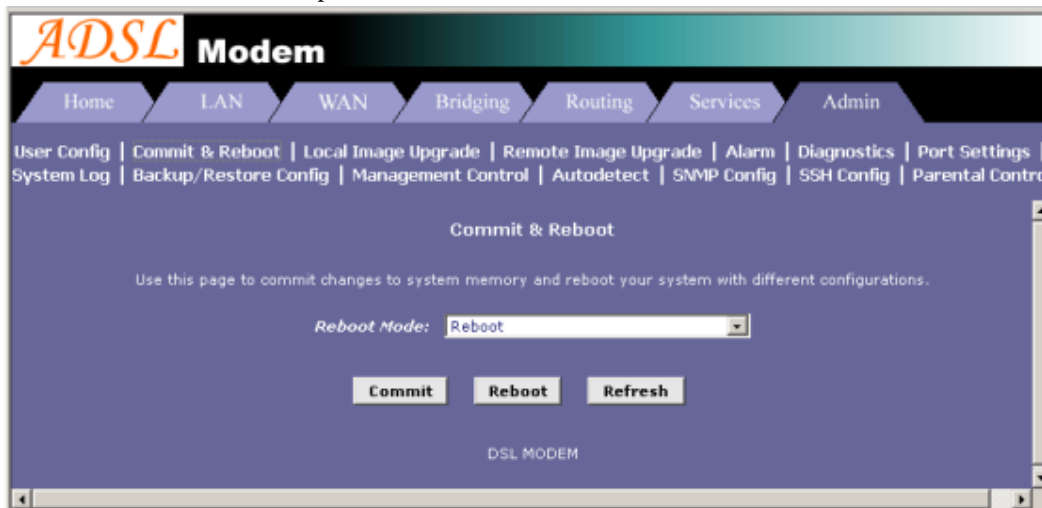 ADSL Modem
Home LAN WAN Bridging Routing Services Admin
User Config | Commit & Reboot | Local Image Upgrade | Remote Image Upgrade | Alarm | Diagnostics | Port Settings |
System Log | Backup/Restore Config | Management Control | Autodetect | SNMP Config | SSH Config | Parental Contro
Commit & Reboot
Use this page to commit changes to system memory and reboot your system with different configurations.
Reboot Mode: Reboot
Commit Reboot Refresh
DSL MODEM